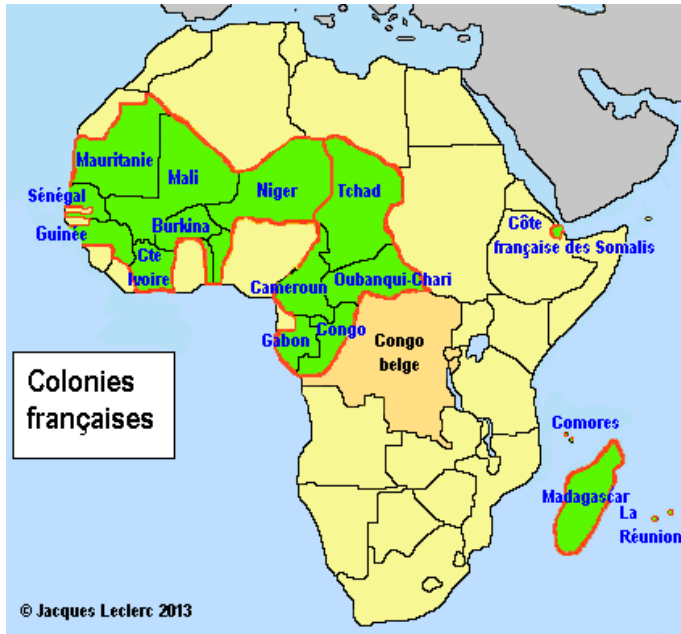 Mauritanie
Mali
Niger
Tchad
Sénégal
Guinée
Burkina
Cte
Ivoire
Côte
française des Somalis
Cameroun
Oubanqui-Chari
Gabon
Congo
Congo
belge
Colonies
françaises
Comores
Madagascar
La
Réunion
© Jacques Leclerc 2013